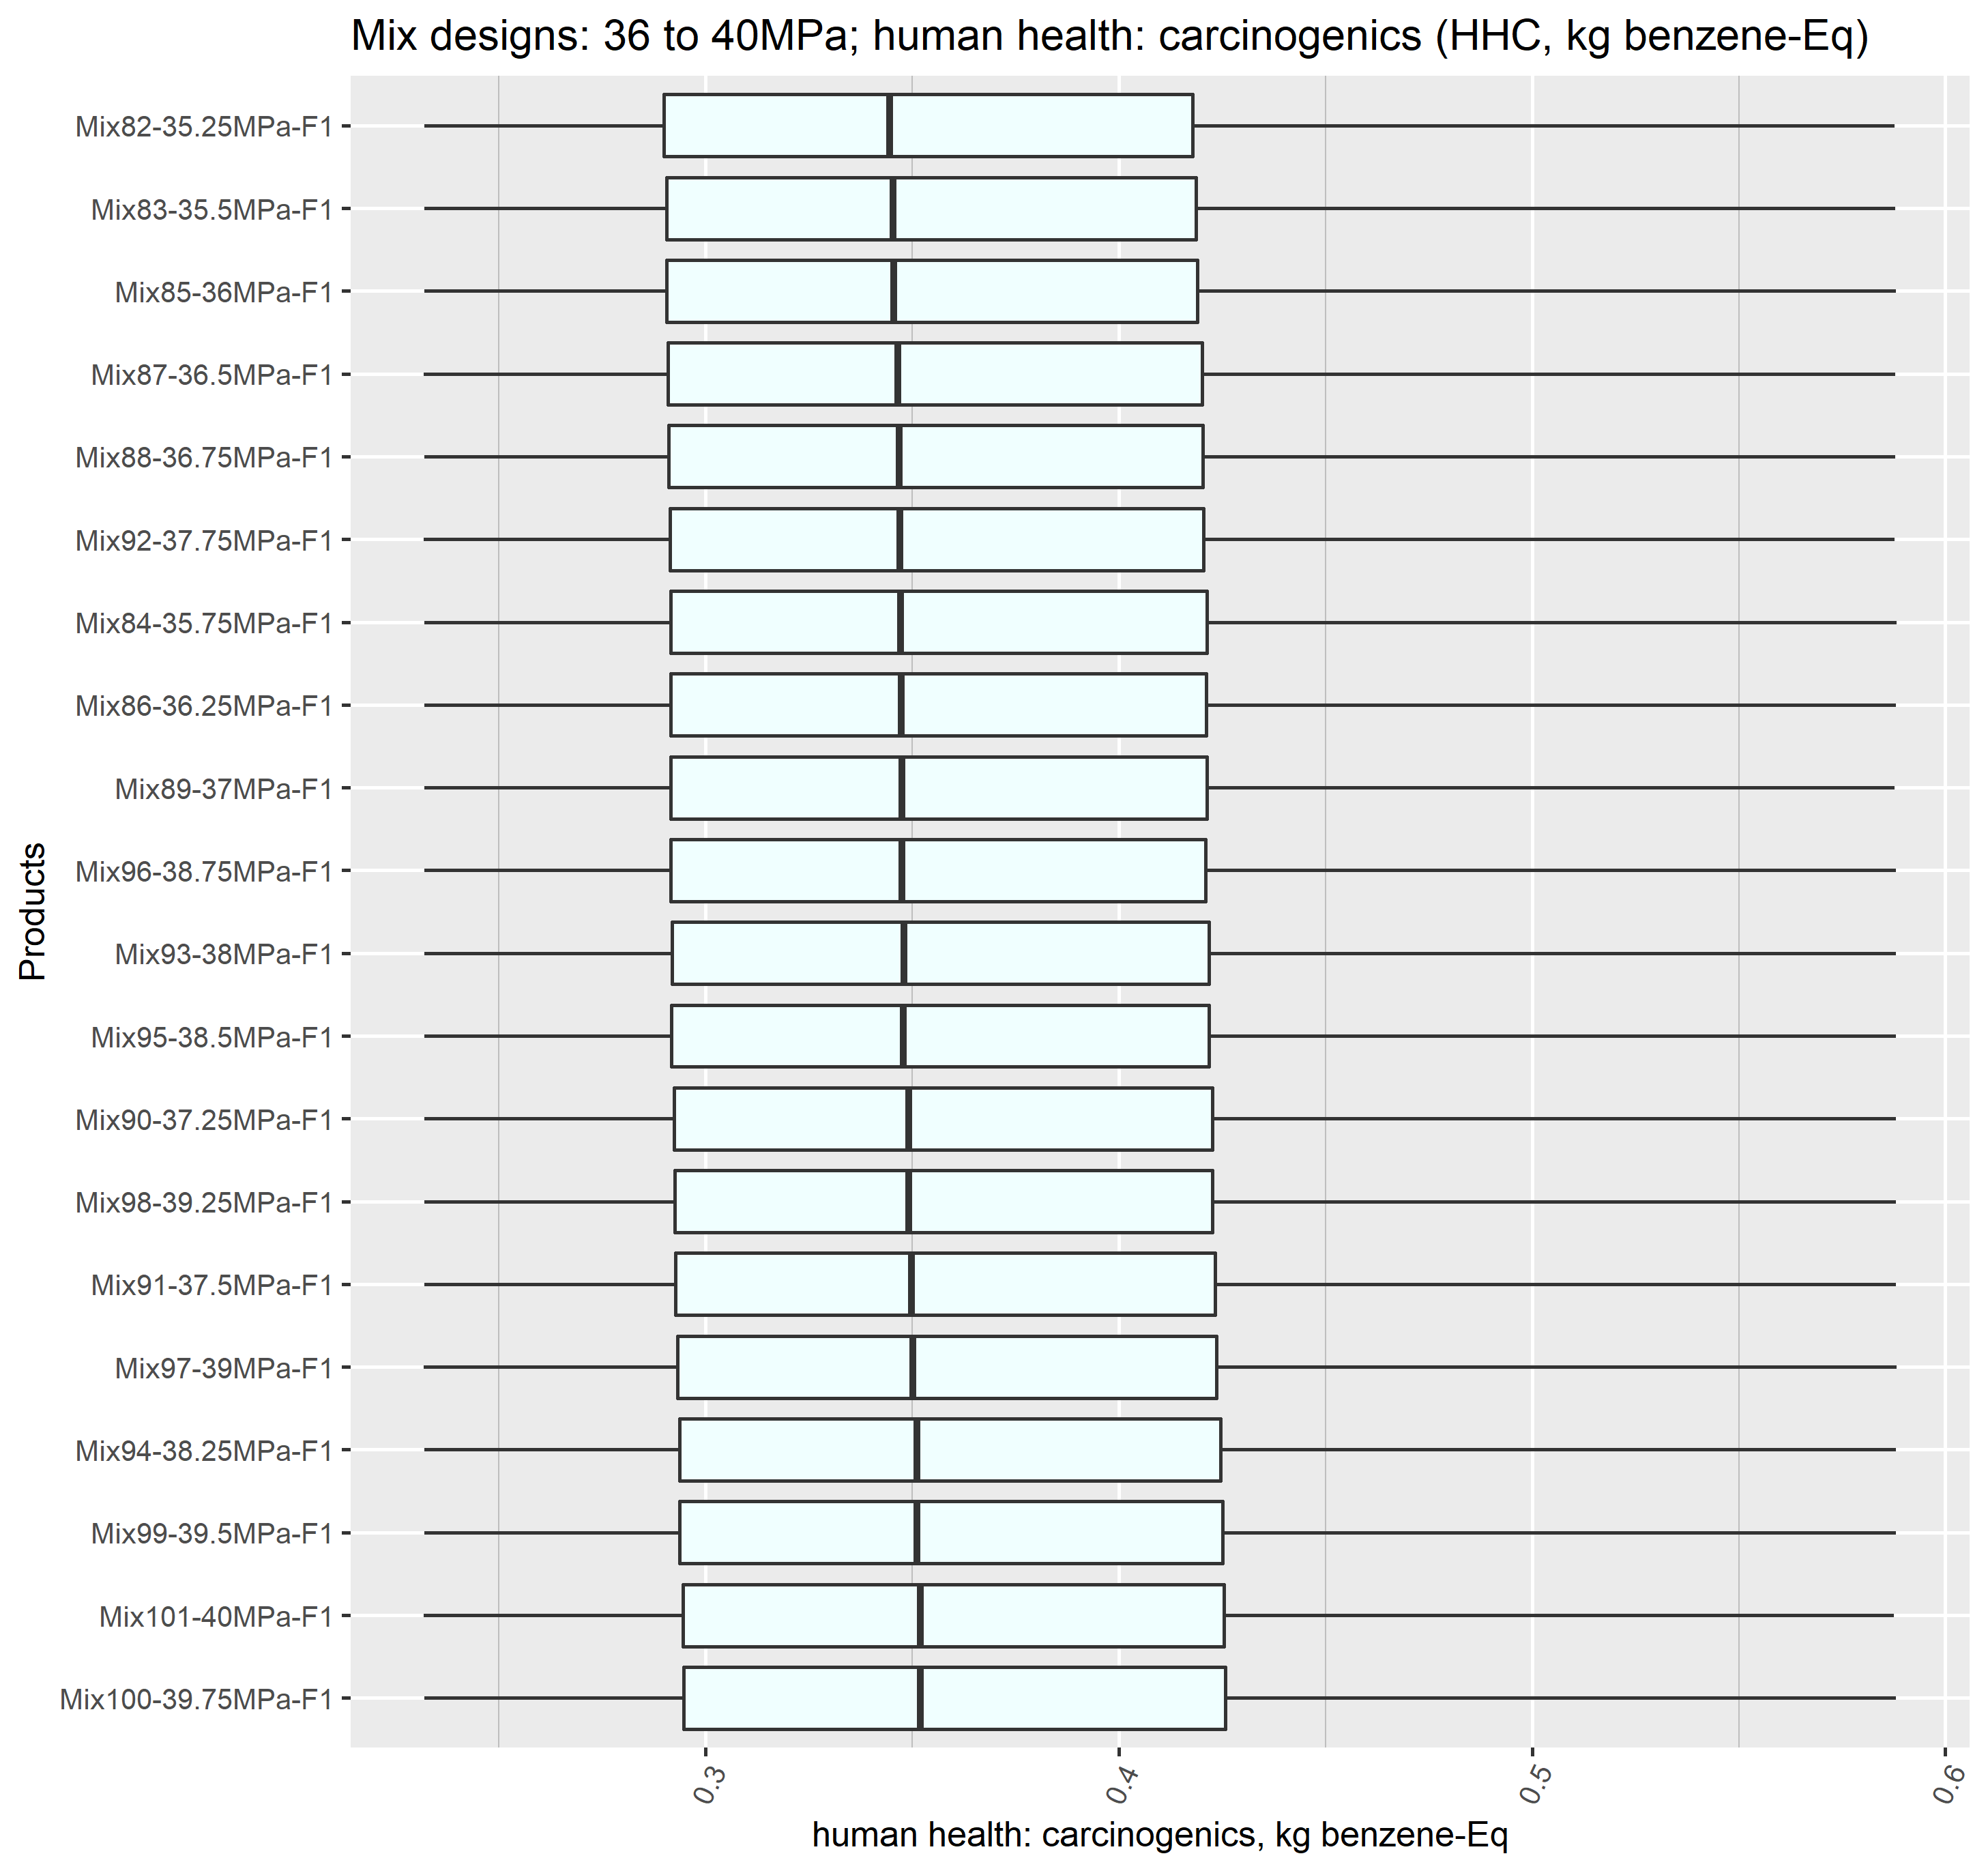 Mix designs: 36 to 40MPa; human health: carcinogenics (HHC, kg benzene-Eq)
Products
Mix82-35.25MPa-F1
Mix83-35.5MPa-F1
Mix85-36MPa-F1
Mix87-36.5MPa-F1
Mix88-36.75MPa-F1
Mix92-37.75MPa-F1
Mix84-35.75MPa-F1
Mix86-36.25MPa-F1
Mix89-37MPa-F1
Mix96-38.75MPa-F1
Mix93-38MPa-F1
Mix95-38.5MPa-F1
Mix90-37.25MPa-F1
Mix98-39.25MPa-F1
Mix91-37.5MPa-F1
Mix97-39MPa-F1
Mix94-38.25MPa-F1
Mix99-39.5MPa-F1
Mix101-40MPa-F1
Mix100-39.75MPa-F1
0.3
0.4
0.5
0.6
human health: carcinogenics, kg benzene-Eq